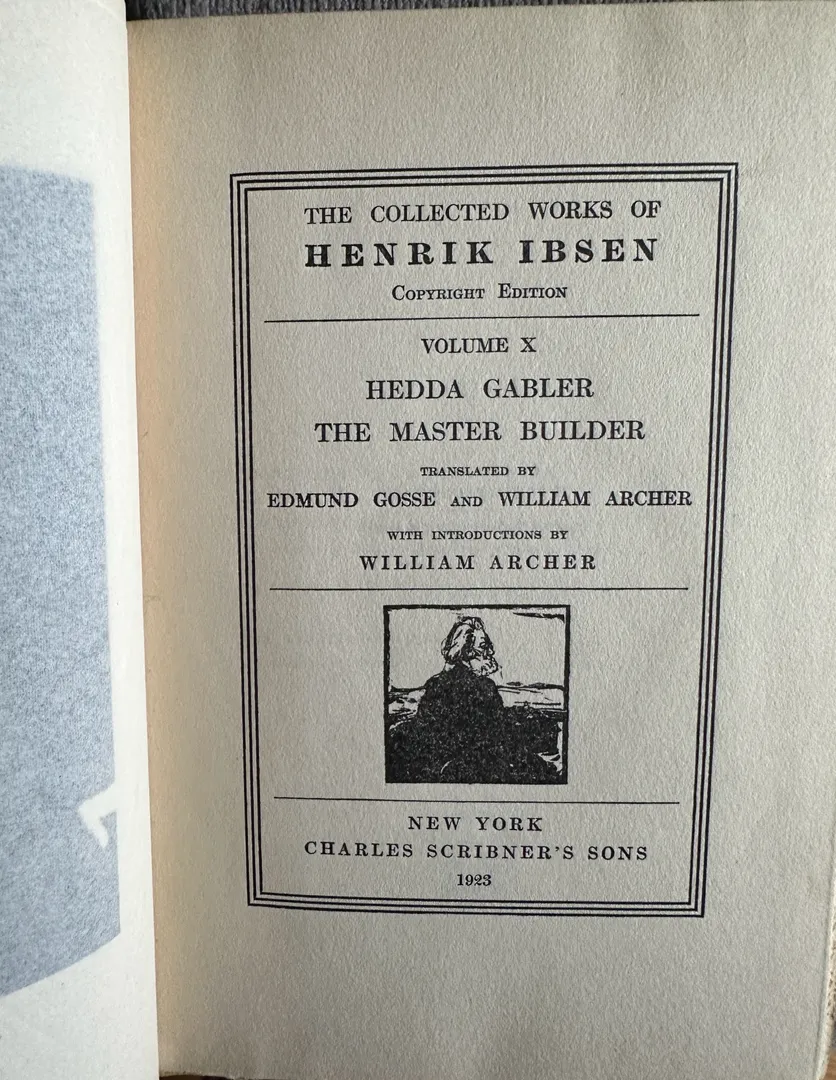 THE COLLECTED WORKS OF
HENRIK IBSEN
COPYRIGHT EDITION
VOLUME X
HEDDA GABLER
THE MASTER BUILDER
TRANSLATED BY
EDMUND GOSSE AND WILLIAM ARCHER
WITH INTRODUCTIONS BY
WILLIAM ARCHER
NEW YORK
CHARLES SCRIBNER'S SONS
1923